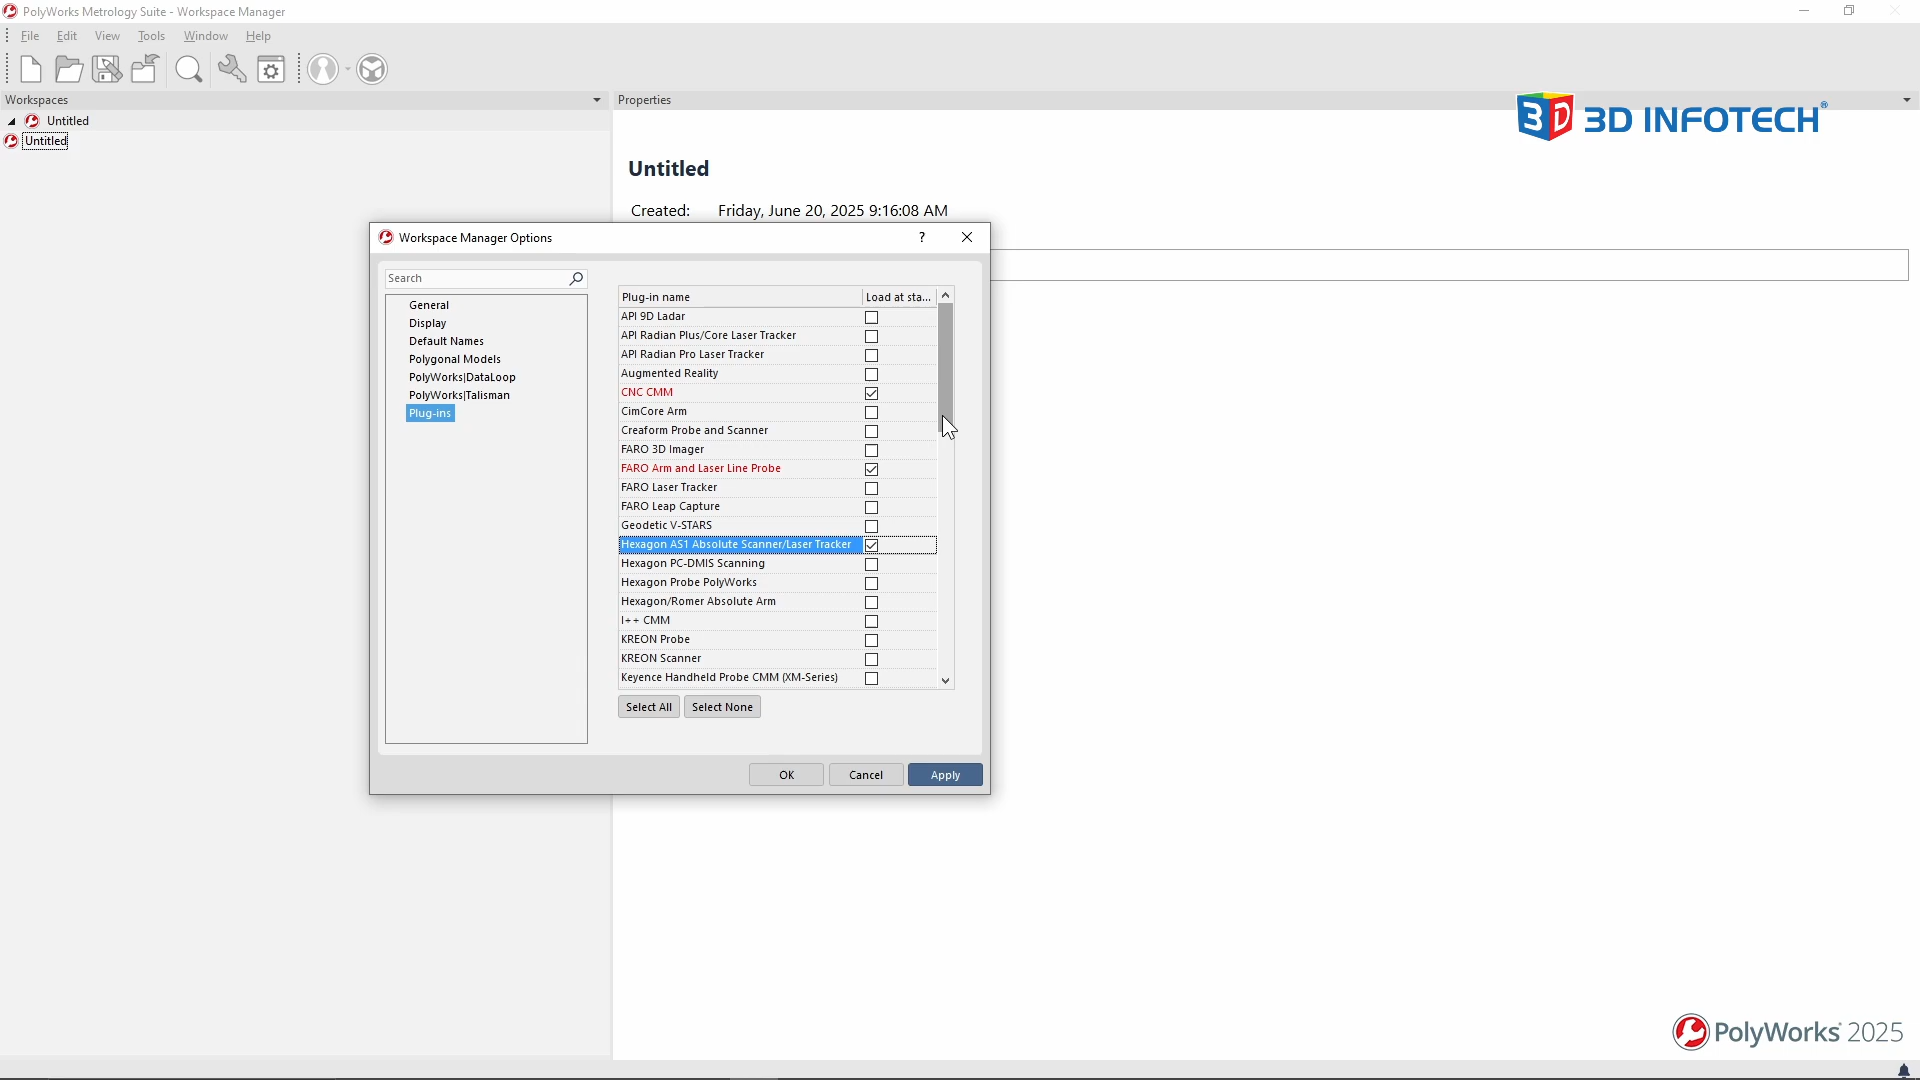 PolyWorks Metrology Suite - Workspace Manager
File Edit View Tools Window Help
Workspaces
Properties
Untitled
Untitled
3D 3D INFOTECH®
Untitled
Created: Friday, June 20, 2025 9:16:08 AM
Workspace Manager Options ?
Search
General
Display
Default Names
Polygonal Models
PolyWorks|DataLoop
PolyWorks|Talisman
Plug-ins
Plug-in name Load at sta...
API 9D Ladar
API Radian Plus/Core Laser Tracker
API Radian Pro Laser Tracker
Augmented Reality
CNC CMM
CimCore Arm
Creaform Probe and Scanner
FARO 3D Imager
FARO Arm and Laser Line Probe
FARO Laser Tracker
FARO Leap Capture
Geodetic V-STARS
Hexagon AS1 Absolute Scanner/Laser Tracker
Hexagon PC-DMIS Scanning
Hexagon Probe PolyWorks
Hexagon/Romer Absolute Arm
I++ CMM
KREON Probe
KREON Scanner
Keyence Handheld Probe CMM (XM-Series)
Select All Select None
OK Cancel Apply
PolyWorks® 2025